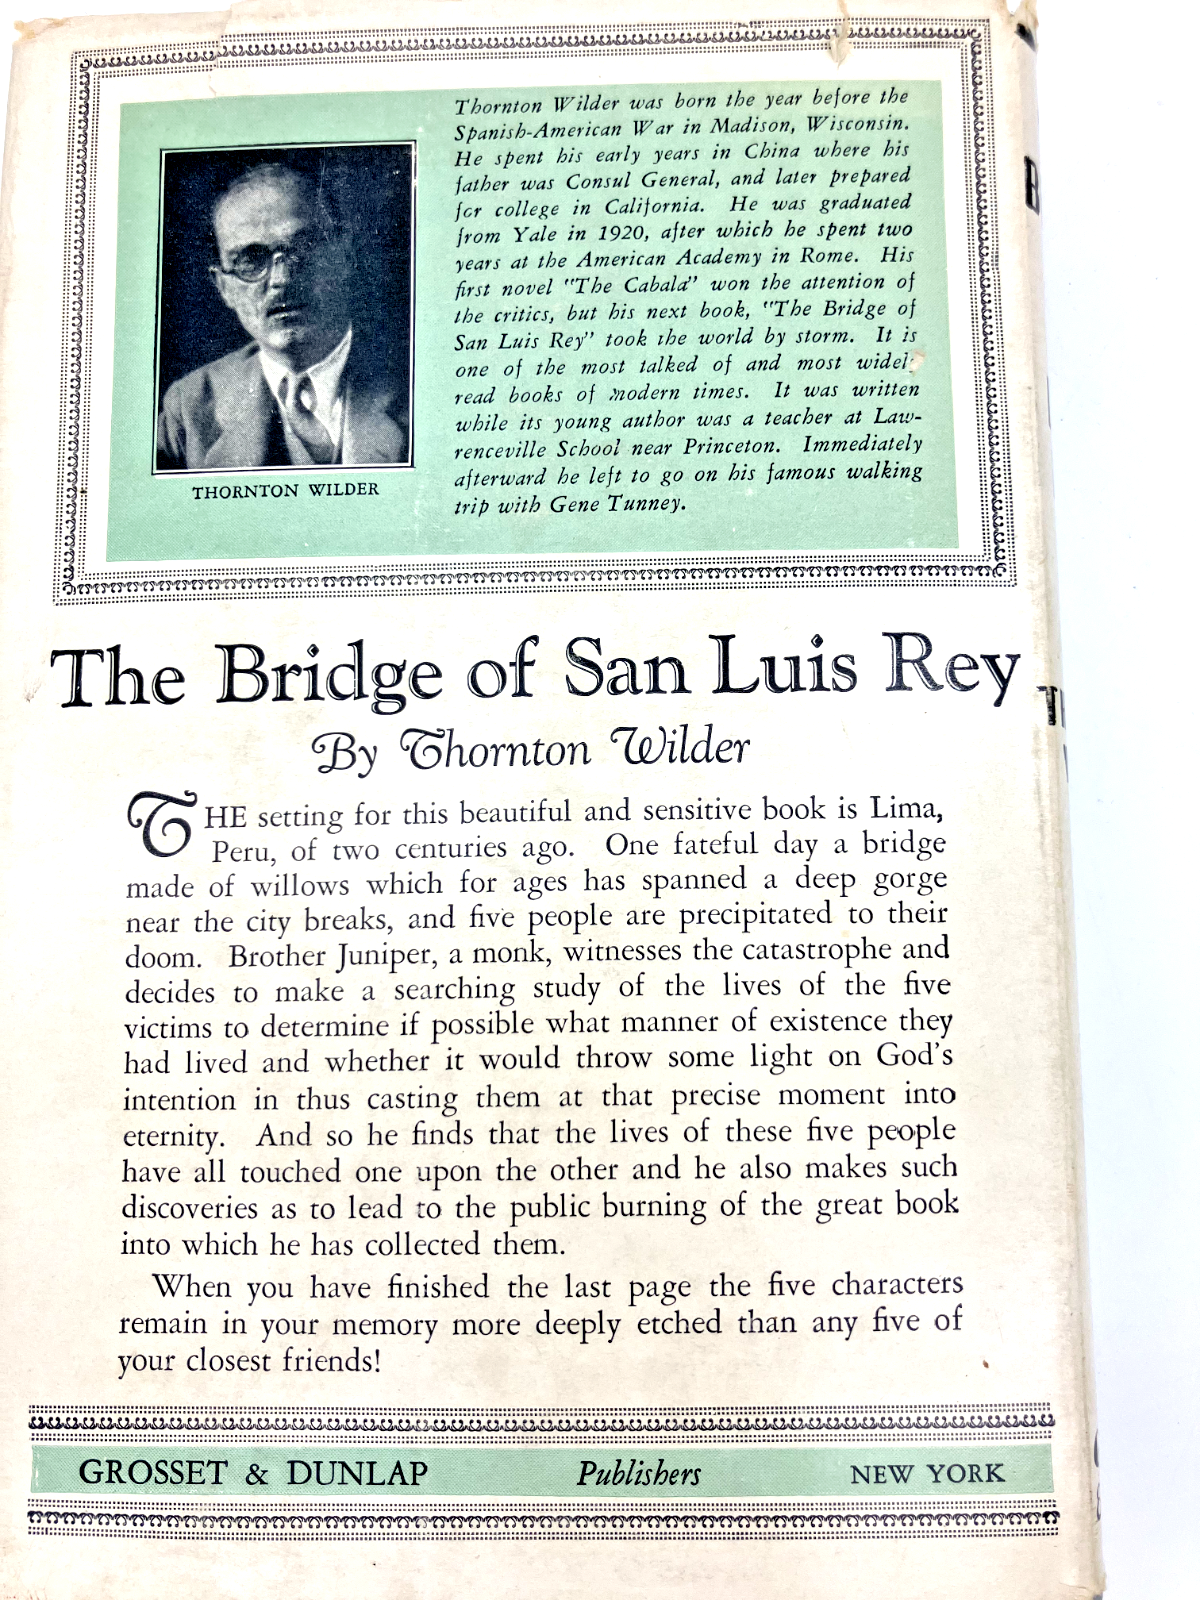 Thornton Wilder was born the year before the
Spanish-American War in Madison, Wisconsin.
He spent his early years in China where his
father was Consul General, and later prepared
for college in California. He was graduated
from Yale in 1920, after which he spent two
years at the American Academy in Rome. His
first novel "The Cabala" won the attention of
the critics, but his next book, "The Bridge of
San Luis Rey" took the world by storm. It is
one of the most talked of and most widel
read books of modern times. It was written
while its young author was a teacher at Law-
renceville School near Princeton. Immediately
afterward he left to go on his famous walking
trip with Gene Tunney.
THORNTON WILDER
The Bridge of San Luis Rey
By Thornton Wilder
THE setting for this beautiful and sensitive book is Lima,
Peru, of two centuries ago. One fateful day a bridge
made of willows which for ages has spanned a deep gorge
near the city breaks, and five people are precipitated to their
doom. Brother Juniper, a monk, witnesses the catastrophe and
decides to make a searching study of the lives of the five
victims to determine if possible what manner of existence they
had lived and whether it would throw some light on God's
intention in thus casting them at that precise moment into
eternity. And so he finds that the lives of these five people
have all touched one upon the other and he also makes such
discoveries as to lead to the public burning of the great book
into which he has collected them.
When you have finished the last page the five characters
remain in your memory more deeply etched than any five of
your closest friends!
GROSSET & DUNLAP Publishers NEW YORK